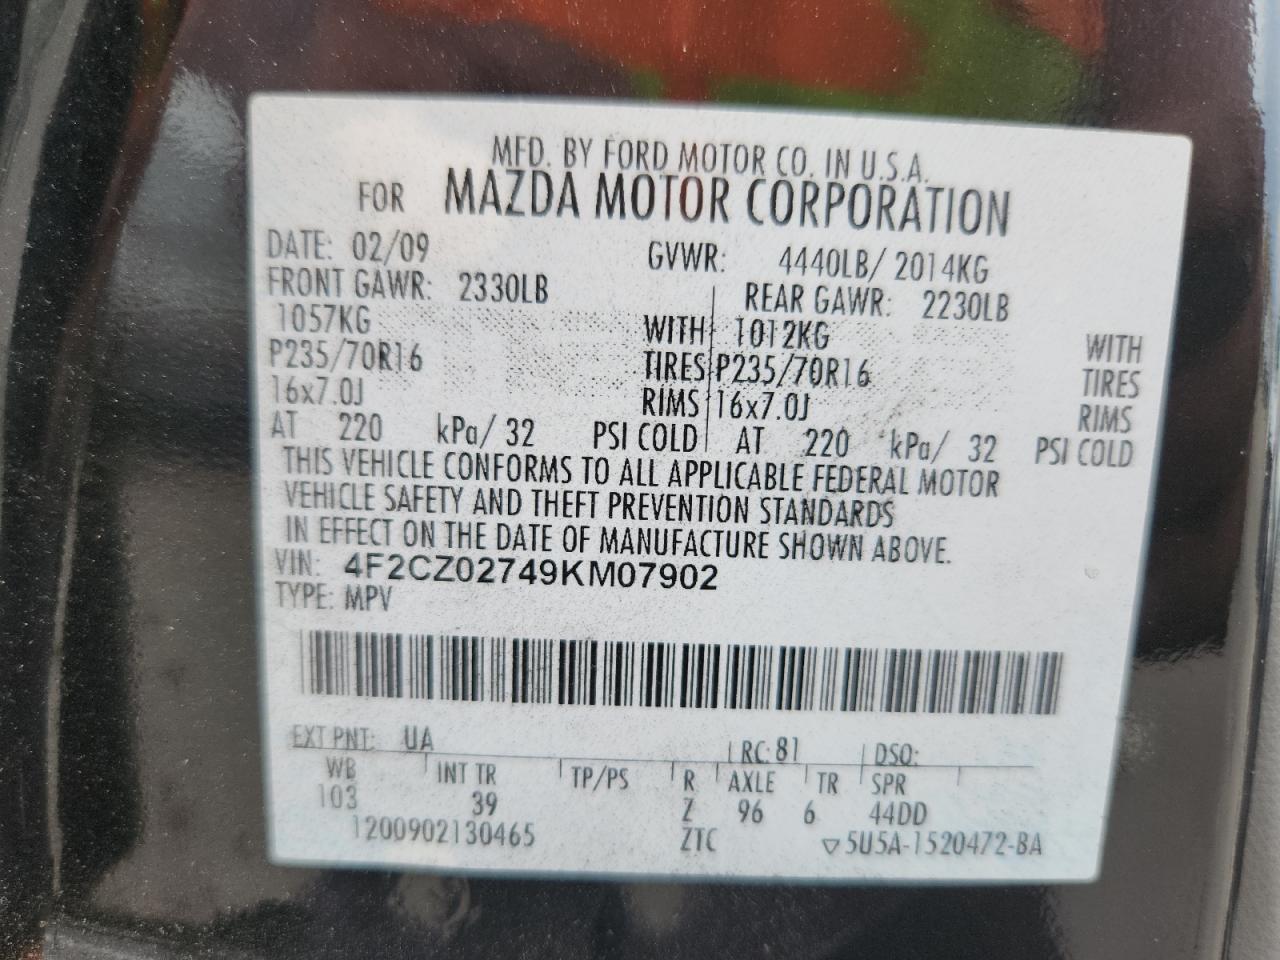 MFD. BY FORD MOTOR CO. IN U.S.A.
FOR MAZDA MOTOR CORPORATION
DATE: 02/09 GVWR: 4440LB/ 2014KG
FRONT GAWR: 2330LB REAR GAWR: 2230LB
1057KG WITH 1012KG WITH
P235/70R16 TIRES P235/70R16 TIRES
16x7.0J RIMS 16x7.0J RIMS
AT 220 kPa/ 32 PSI COLD AT 220 kPa/ 32 PSI COLD
THIS VEHICLE CONFORMS TO ALL APPLICABLE FEDERAL MOTOR
VEHICLE SAFETY AND THEFT PREVENTION STANDARDS
IN EFFECT ON THE DATE OF MANUFACTURE SHOWN ABOVE.
VIN: 4F2CZ02749KM07902
TYPE: MPV
EXT PNT: UA RC: 81 DSO:
WB INT TR TP/PS R AXLE TR SPR
103 39 Z 96 6 44DD
1200902130465 ZTC ▽5U5A-1520472-BA